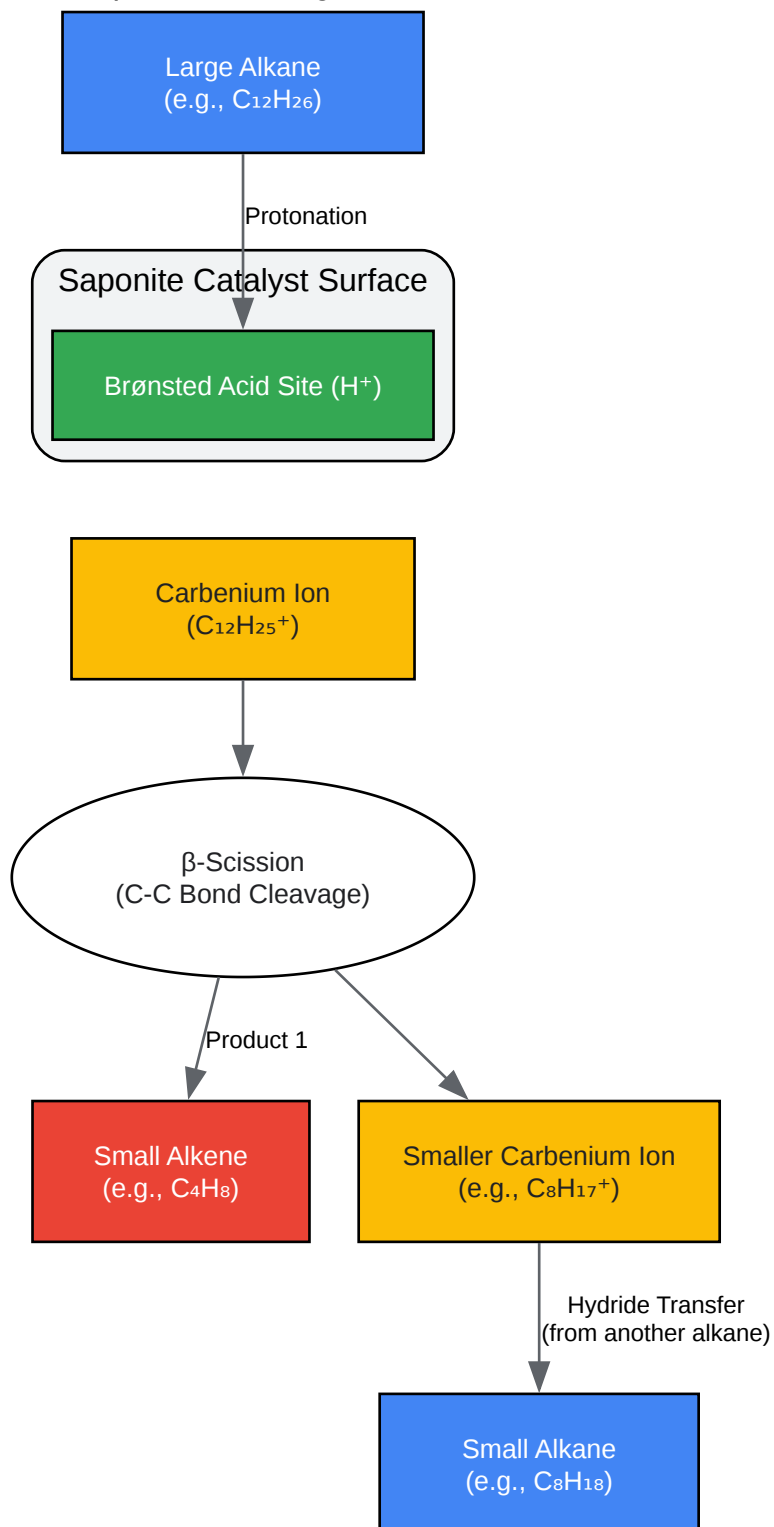 Large Alkane
(e.g., C₁₂H₂₆)
Protonation
Saponite Catalyst Surface
Brønsted Acid Site (H⁺)
Carbenium Ion
(C₁₂H₂₅⁺)
β-Scission
(C-C Bond Cleavage)
Product 1
Small Alkene
(e.g., C₄H₈)
Smaller Carbenium Ion
(e.g., C₈H₁₇⁺)
Hydride Transfer
(from another alkane)
Small Alkane
(e.g., C₈H₁₈)